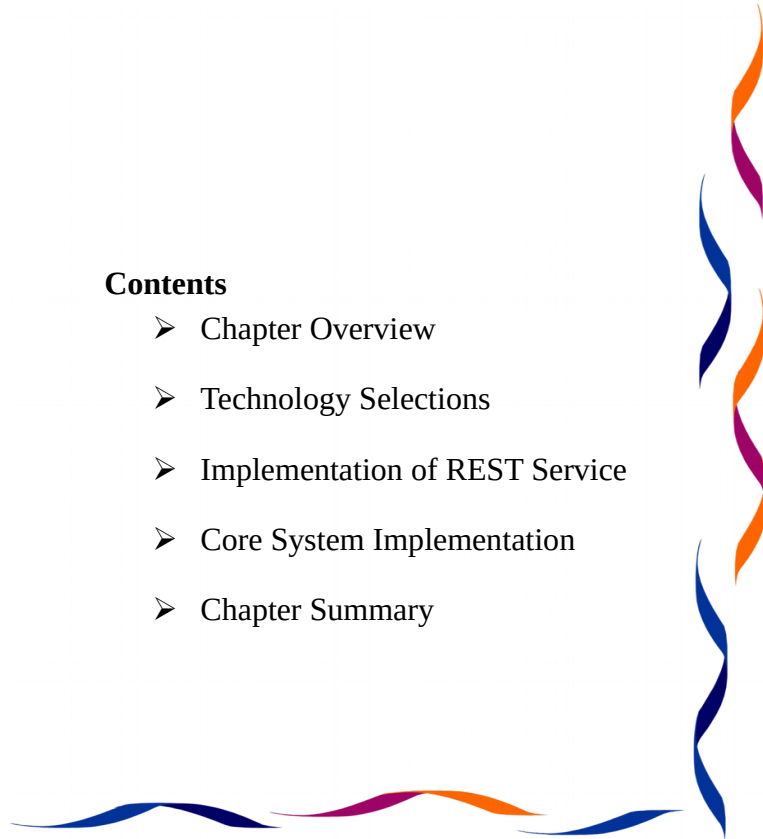 Contents
➢ Chapter Overview
➢ Technology Selections
➢ Implementation of REST Service
➢ Core System Implementation
➢ Chapter Summary